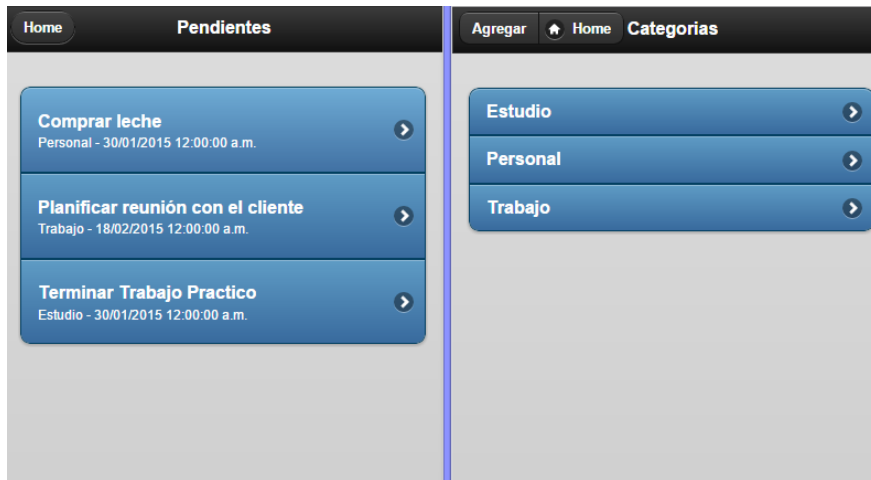 Home Pendientes
Comprar leche
Personal - 30/01/2015 12:00:00 a.m.
Planificar reunión con el cliente
Trabajo - 18/02/2015 12:00:00 a.m.
Terminar Trabajo Practico
Estudio - 30/01/2015 12:00:00 a.m.
Agregar Home Categorias
Estudio
Personal
Trabajo